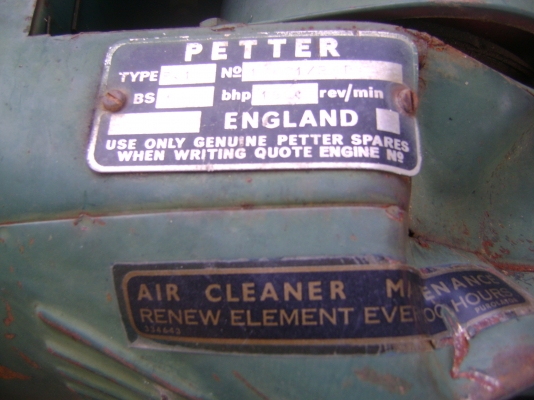 PETTER
TYPE Nº
BS bhp rev/min
ENGLAND
USE ONLY GENUINE PETTER SPARES
WHEN WRITING QUOTE ENGINE Nº
AIR CLEANER
RENEW ELEMENT HOURS